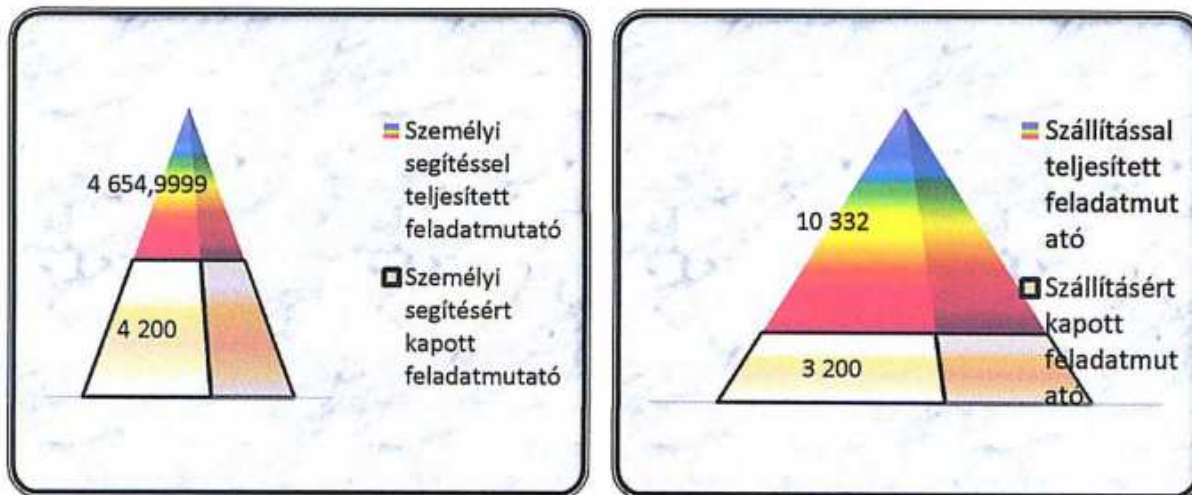 4 654,9999
4 200
Személyi
segítéssel
teljesített
feladatmutató
Személyi
segítésért
kapott
feladatmutató
10 332
3 200
Szállítással
teljesített
feladatmut
ató
Szállításért
kapott
feladatmut
ató